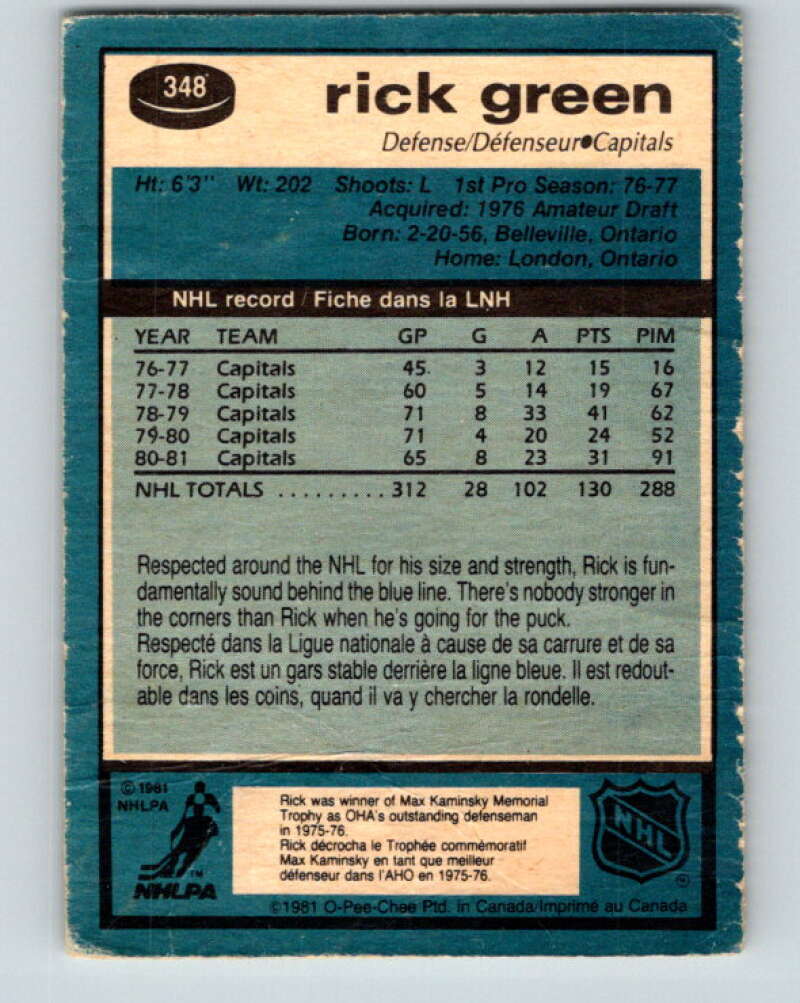 348
rick green
Defense/Défenseur●Capitals
Ht: 6'3" Wt: 202 Shoots: L 1st Pro Season: 76-77
Acquired: 1976 Amateur Draft
Born: 2-20-56, Belleville, Ontario
Home: London, Ontario
NHL record / Fiche dans la LNH
YEAR TEAM GP G A PTS PIM
76-77 Capitals 45 3 12 15 16
77-78 Capitals 60 5 14 19 67
78-79 Capitals 71 8 33 41 62
79-80 Capitals 71 4 20 24 52
80-81 Capitals 65 8 23 31 91
NHL TOTALS ......... 312 28 102 130 288
Respected around the NHL for his size and strength, Rick is fun-
damentally sound behind the blue line. There's nobody stronger in
the corners than Rick when he's going for the puck.
Respecté dans la Ligue nationale à cause de sa carrure et de sa
force, Rick est un gars stable derrière la ligne bleue. Il est redout-
able dans les coins, quand il va y chercher la rondelle.
© 1981
NHLPA
TM
NHLPA
Rick was winner of Max Kaminsky Memorial
Trophy as OHA's outstanding defenseman
in 1975-76.
Rick décrocha le Trophée commémoratif
Max Kaminsky en tant que meilleur
défenseur dans l'AHO en 1975-76.
NHL
©1981 O-Pee-Chee Ptd. in Canada/Imprimé au Canada